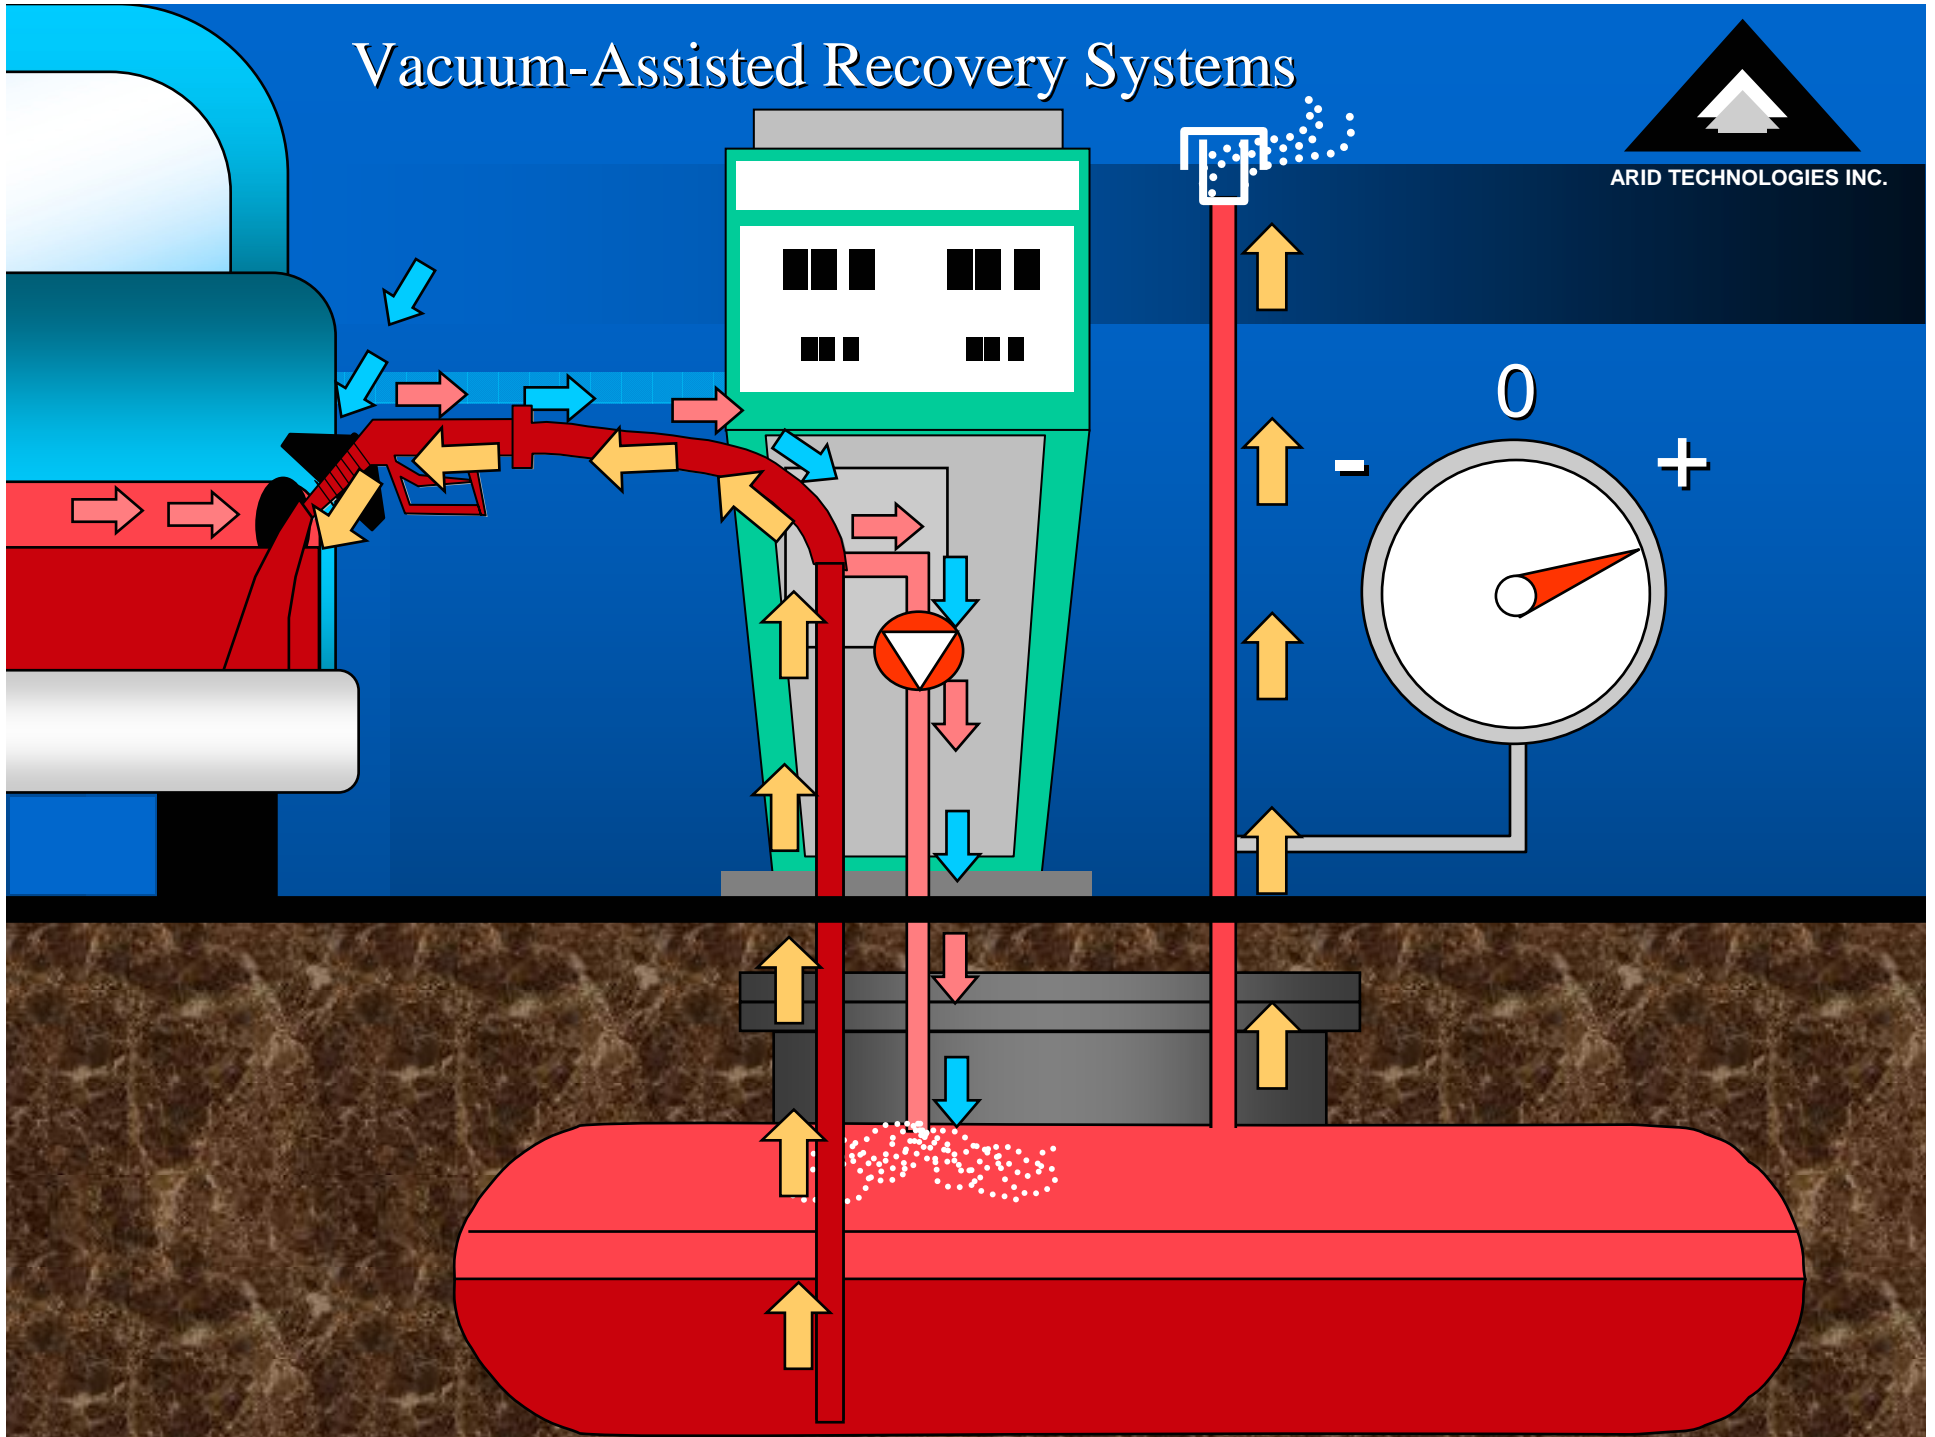 Vacuum-Assisted Recovery Systems
ARID TECHNOLOGIES INC.
0
- +